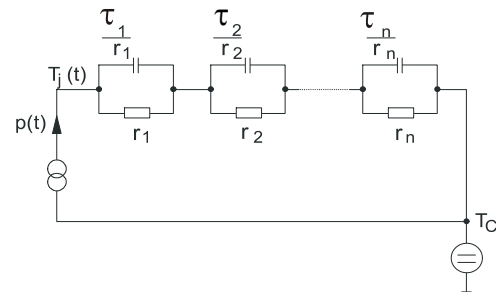 τ1/r1 τ2/r2 τn/rn
Tj (t)
p(t)
r1 r2 rn
TC